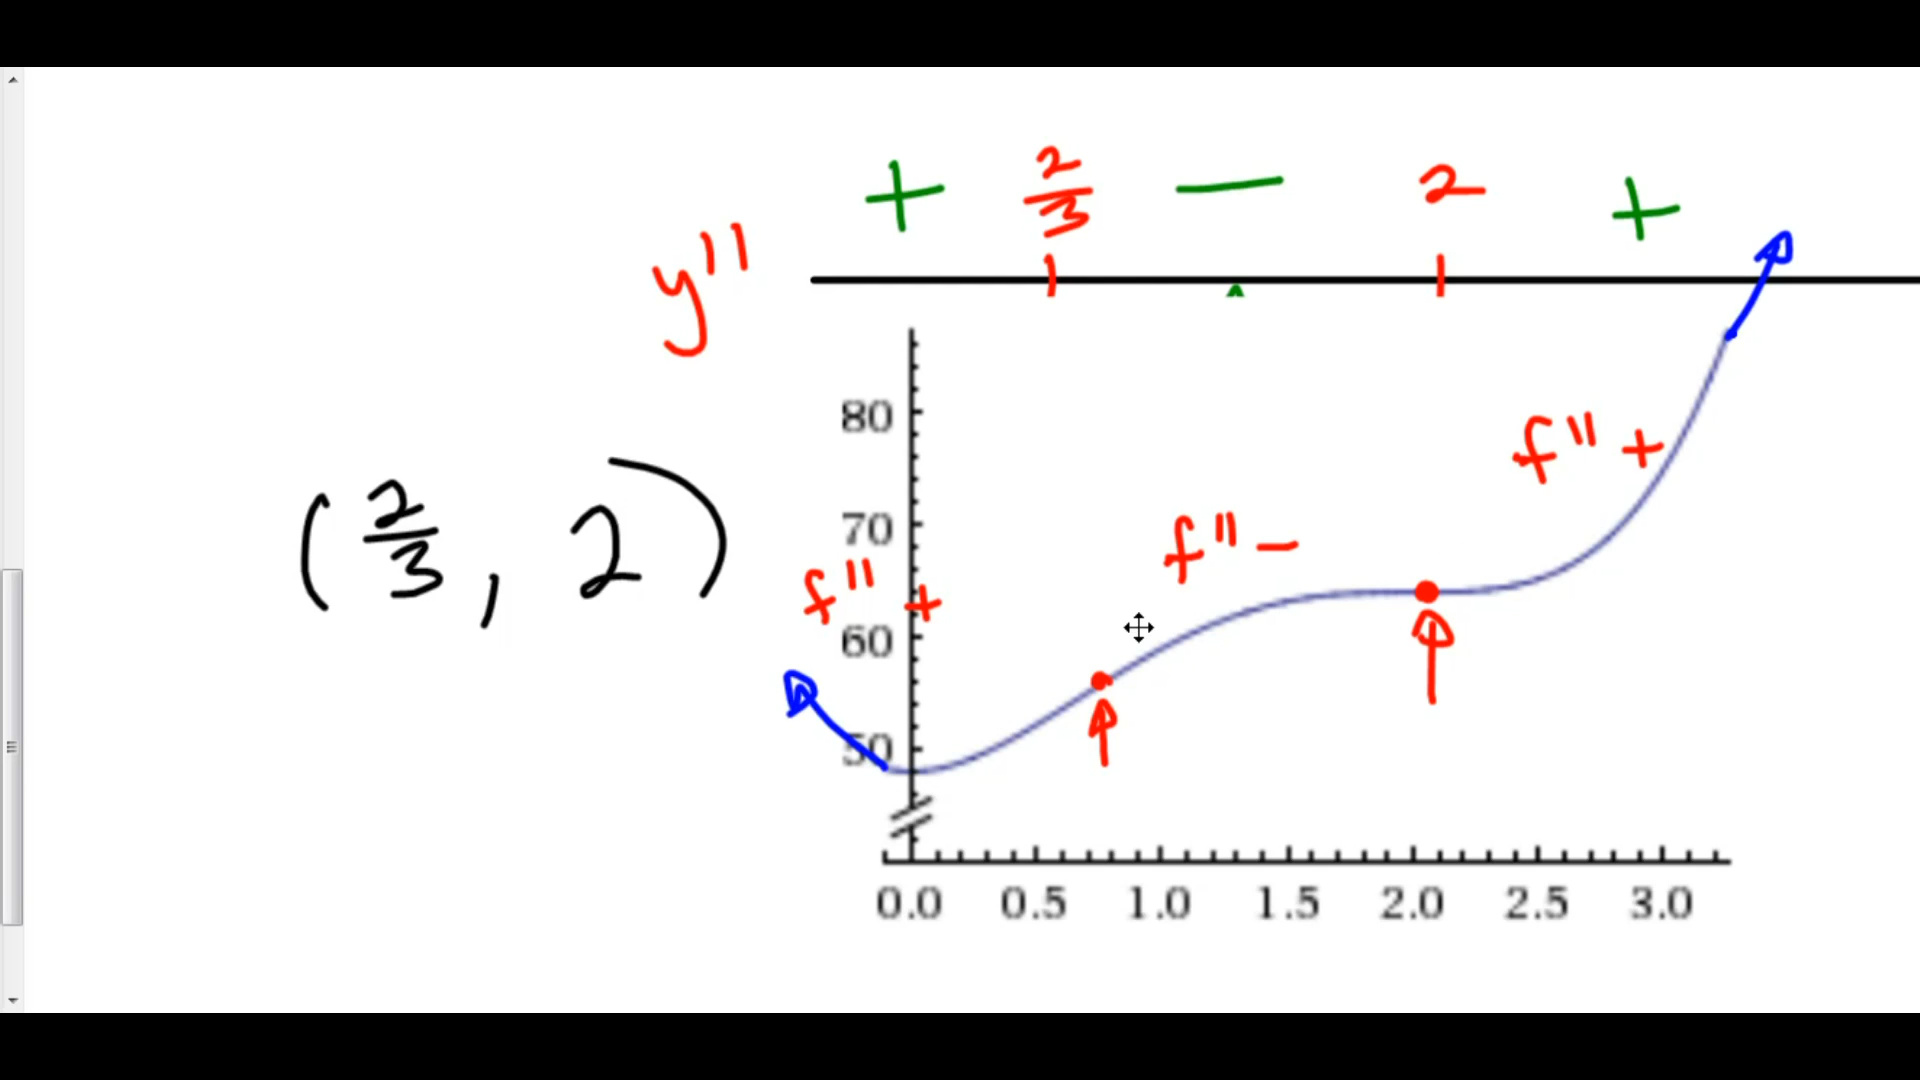 + 2/3 − 2 +
y''
80
f'' +
(2/3, 2)
70
f'' −
f'' +
60
50
0.0 0.5 1.0 1.5 2.0 2.5 3.0